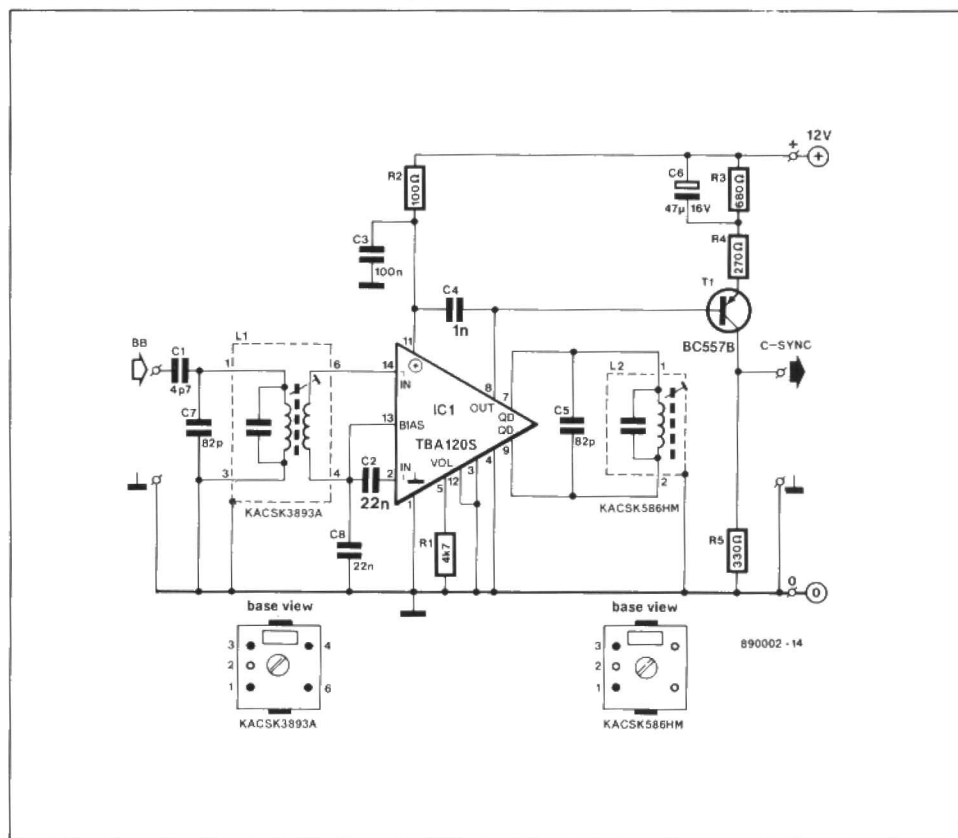 12V
+
R2
100Ω
C6
47µ 16V
R3
680Ω
C3
100n
R4
270Ω
C4
1n
T1
BC557B
BB
C1
4p7
L1
1
6
14
IN
11
8
OUT
7
C-SYNC
L2
1
C7
82p
13
BIAS
IC1
TBA120S
QD
QD
9
C5
82p
3
4
C2
22n
2
IN
VOL
5
12
3
4
1
2
KACSK3893A
KACSK586HM
C8
22n
R1
4k7
R5
330Ω
0
0
base view
base view
3
4
2
1
6
3
2
1
890002 - 14
KACSK3893A
KACSK586HM